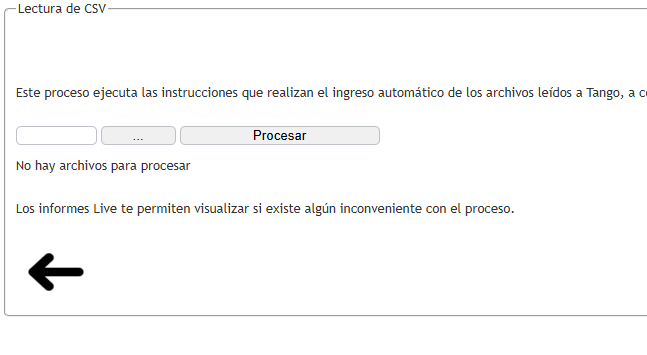 Lectura de CSV
Este proceso ejecuta las instrucciones que realizan el ingreso automático de los archivos leídos a Tango, a
... Procesar
No hay archivos para procesar
Los informes Live te permiten visualizar si existe algún inconveniente con el proceso.